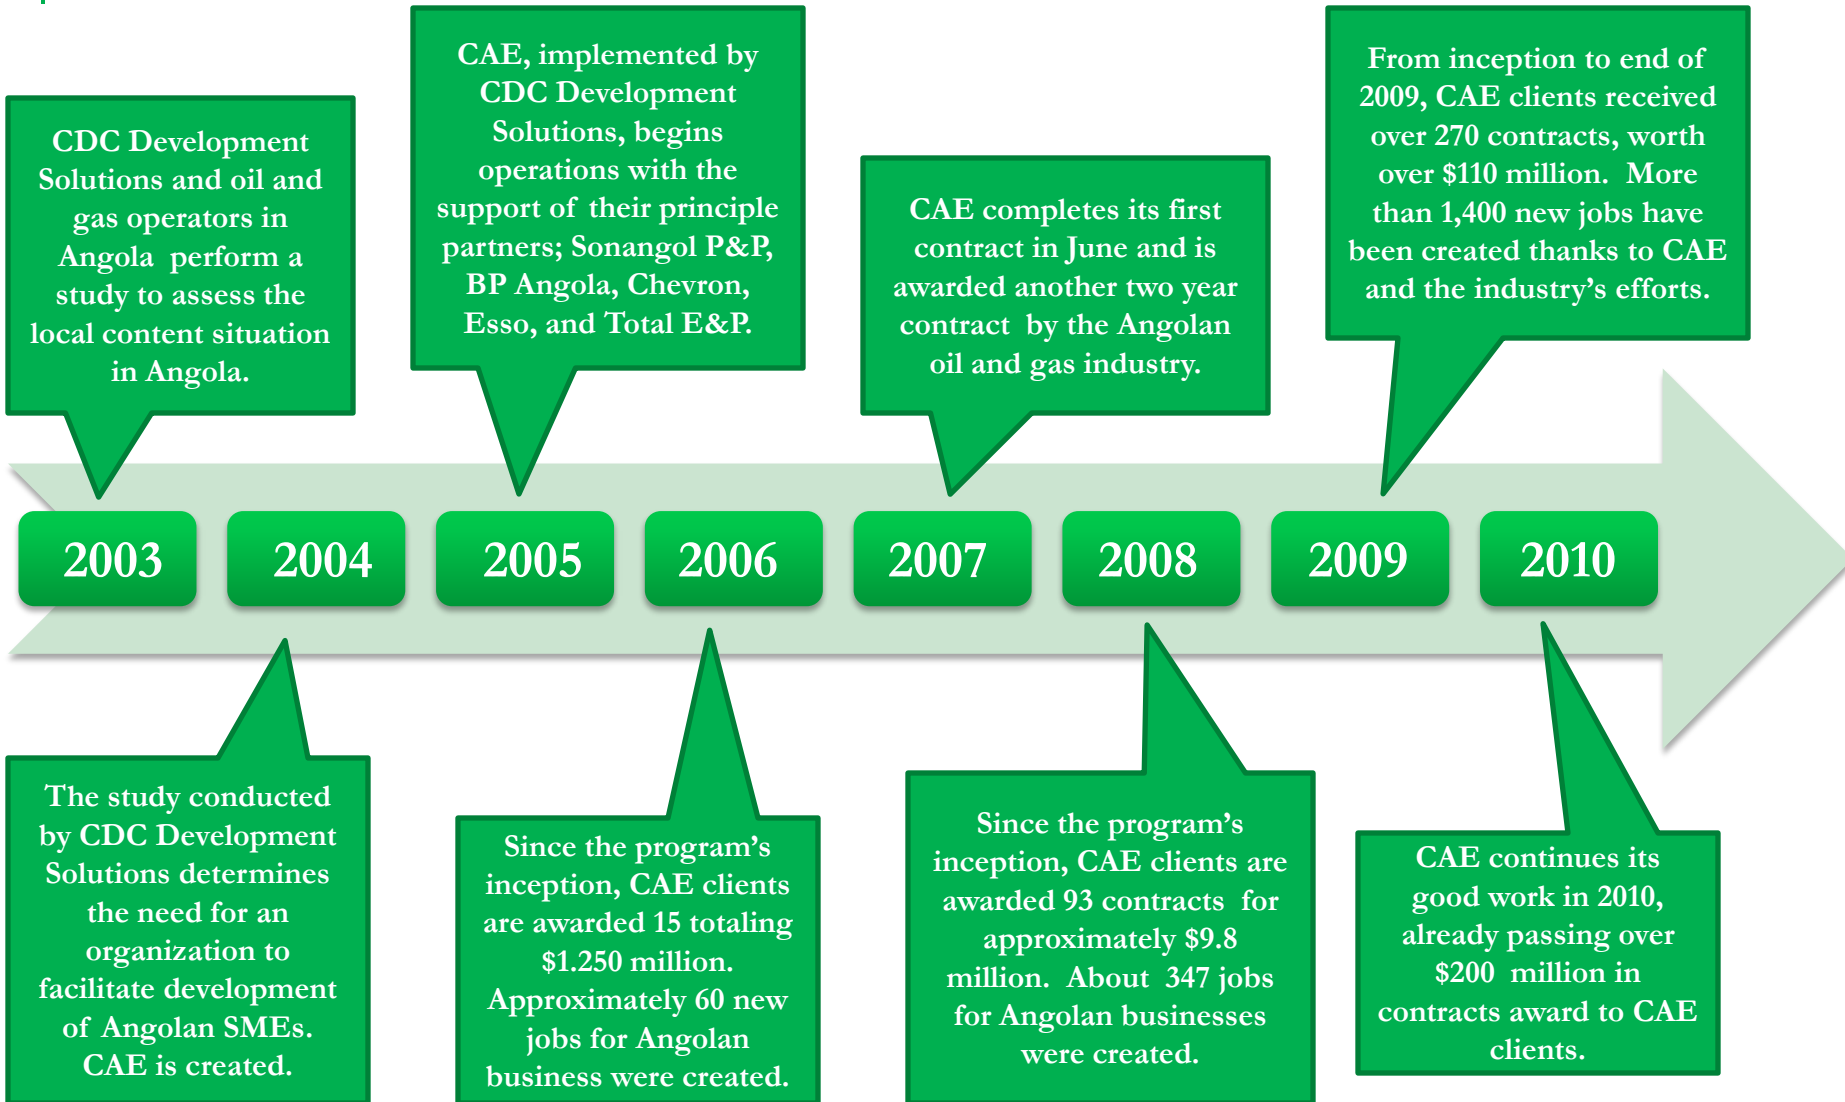 CDC Development
Solutions and oil and
gas operators in
Angola perform a
study to assess the
local content situation
in Angola.
CAE, implemented by
CDC Development
Solutions, begins
operations with the
support of their principle
partners; Sonangol P&P,
BP Angola, Chevron,
Esso, and Total E&P.
CAE completes its first
contract in June and is
awarded another two year
contract by the Angolan
oil and gas industry.
From inception to end of
2009, CAE clients received
over 270 contracts, worth
over $110 million. More
than 1,400 new jobs have
been created thanks to CAE
and the industry’s efforts.
2003
2004
2005
2006
2007
2008
2009
2010
The study conducted
by CDC Development
Solutions determines
the need for an
organization to
facilitate development
of Angolan SMEs.
CAE is created.
Since the program’s
inception, CAE clients
are awarded 15 totaling
$1.250 million.
Approximately 60 new
jobs for Angolan
business were created.
Since the program’s
inception, CAE clients are
awarded 93 contracts for
approximately $9.8
million. About 347 jobs
for Angolan businesses
were created.
CAE continues its
good work in 2010,
already passing over
$200 million in
contracts award to CAE
clients.